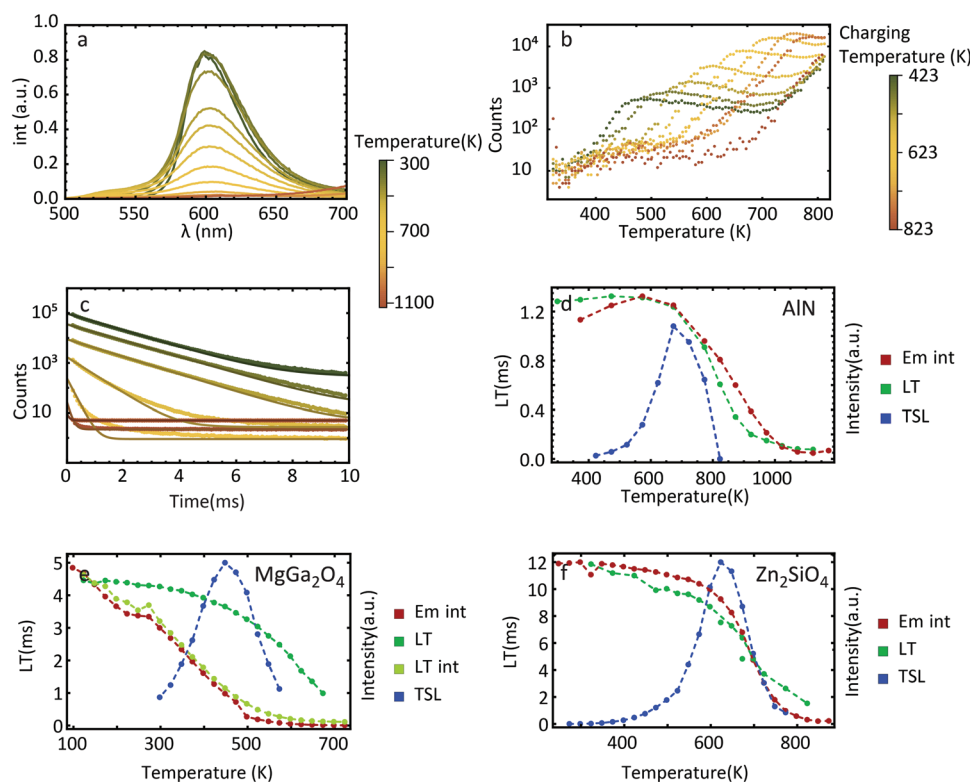 a
int (a.u.)
1.0
0.8
0.6
0.4
0.2
0.0
500
550
600
650
700
λ (nm)
Temperature(K)
300
700
1100
b
Counts
10⁴
10³
10²
10
400
500
600
700
800
Temperature (K)
Charging
Temperature (K)
423
623
823
c
Counts
10⁵
10³
10
0
2
4
6
8
10
Time(ms)
d
AlN
LT(ms)
1.2
0.8
0.4
0.0
400
600
800
1000
Temperature(K)
Intensity(a.u.)
Em int
LT
TSL
e
MgGa₂O₄
LT(ms)
5
4
3
2
1
0
100
300
500
700
Temperature (K)
Intensity(a.u.)
Em int
LT
LT int
TSL
f
Zn₂SiO₄
LT(ms)
12
10
8
6
4
2
0
400
600
800
Temperature (K)
Intensity(a.u.)
Em int
LT
TSL